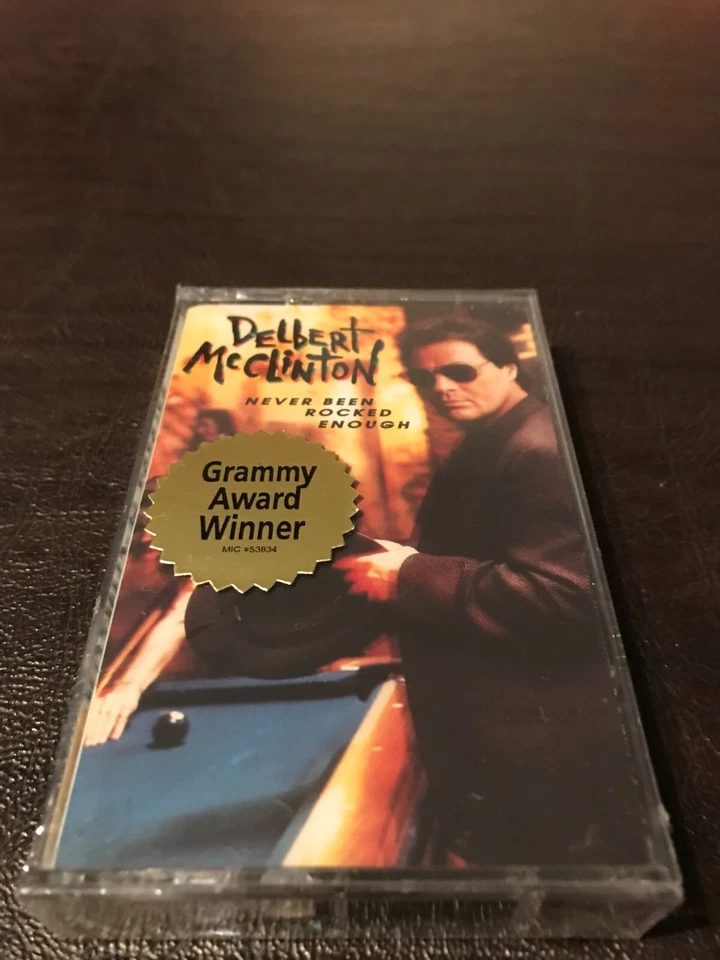 DELBERT
MCCLINTON
NEVER BEEN
ROCKED
ENOUGH
Grammy
Award
Winner
MIC #53834